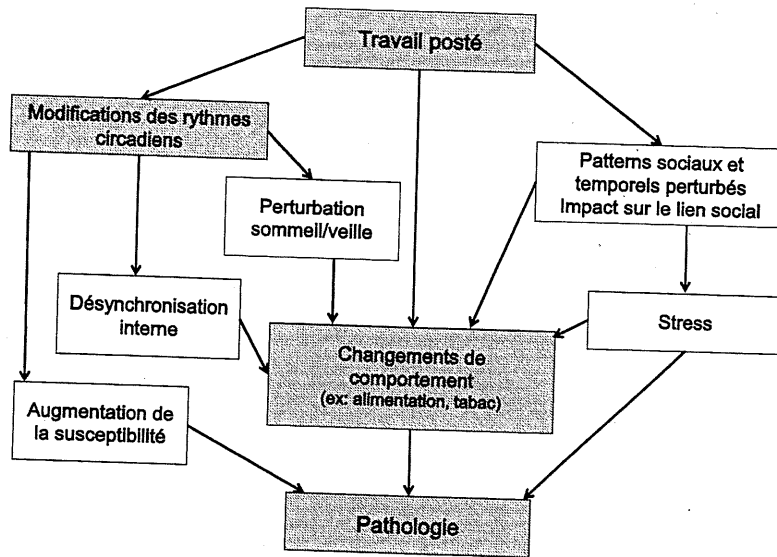 Travail posté
Modifications des rythmes
circadiens
Patterns sociaux et
temporels perturbés
Impact sur le lien social
Perturbation
sommeil/veille
Désynchronisation
interne
Stress
Changements de
comportement
(ex: alimentation, tabac)
Augmentation de
la susceptibilité
Pathologie